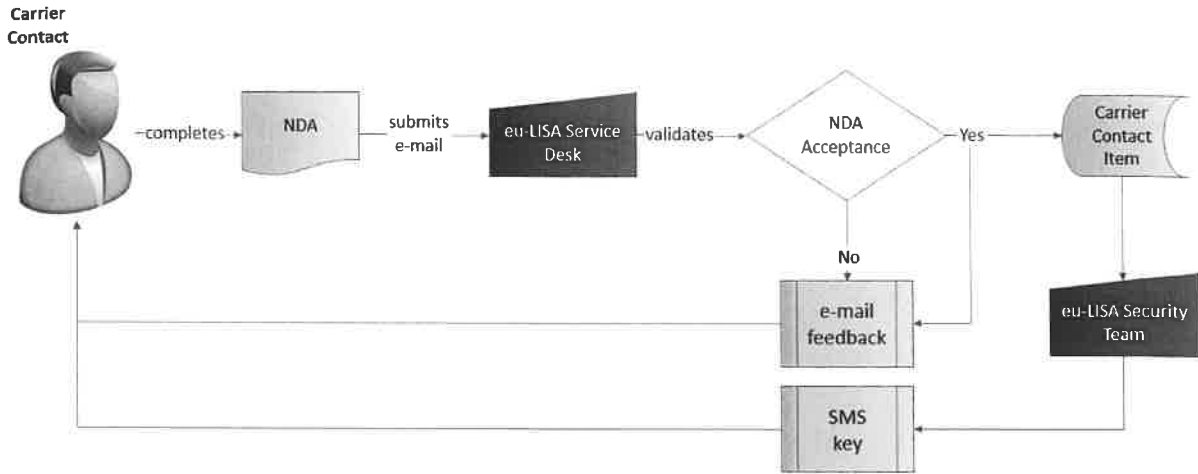 Carrier
Contact
completes
NDA
submits
e-mail
eu-LISA Service
Desk
validates
NDA
Acceptance
Yes
Carrier
Contact
Item
No
e-mail
feedback
eu-LISA Security
Team
SMS
key